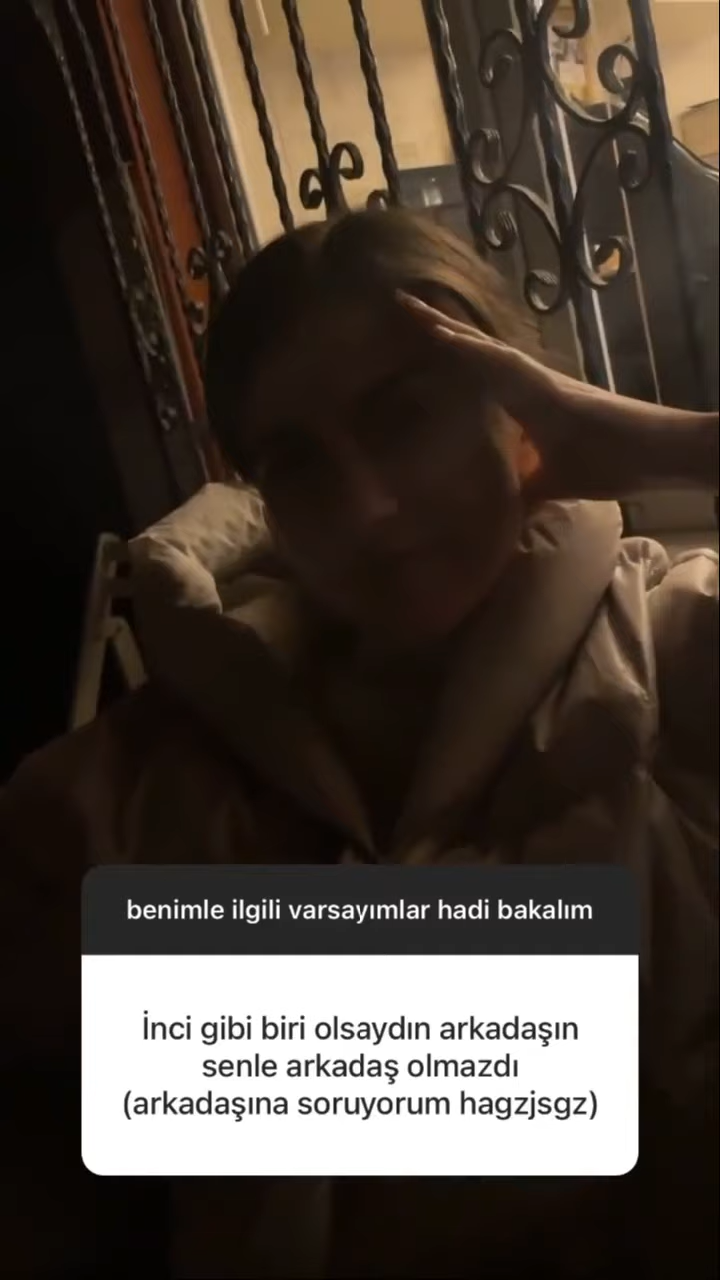 benimle ilgili varsayımlar hadi bakalım
İnci gibi biri olsaydın arkadaşın
senle arkadaş olmazdı
(arkadaşına soruyorum hagzjsgz)